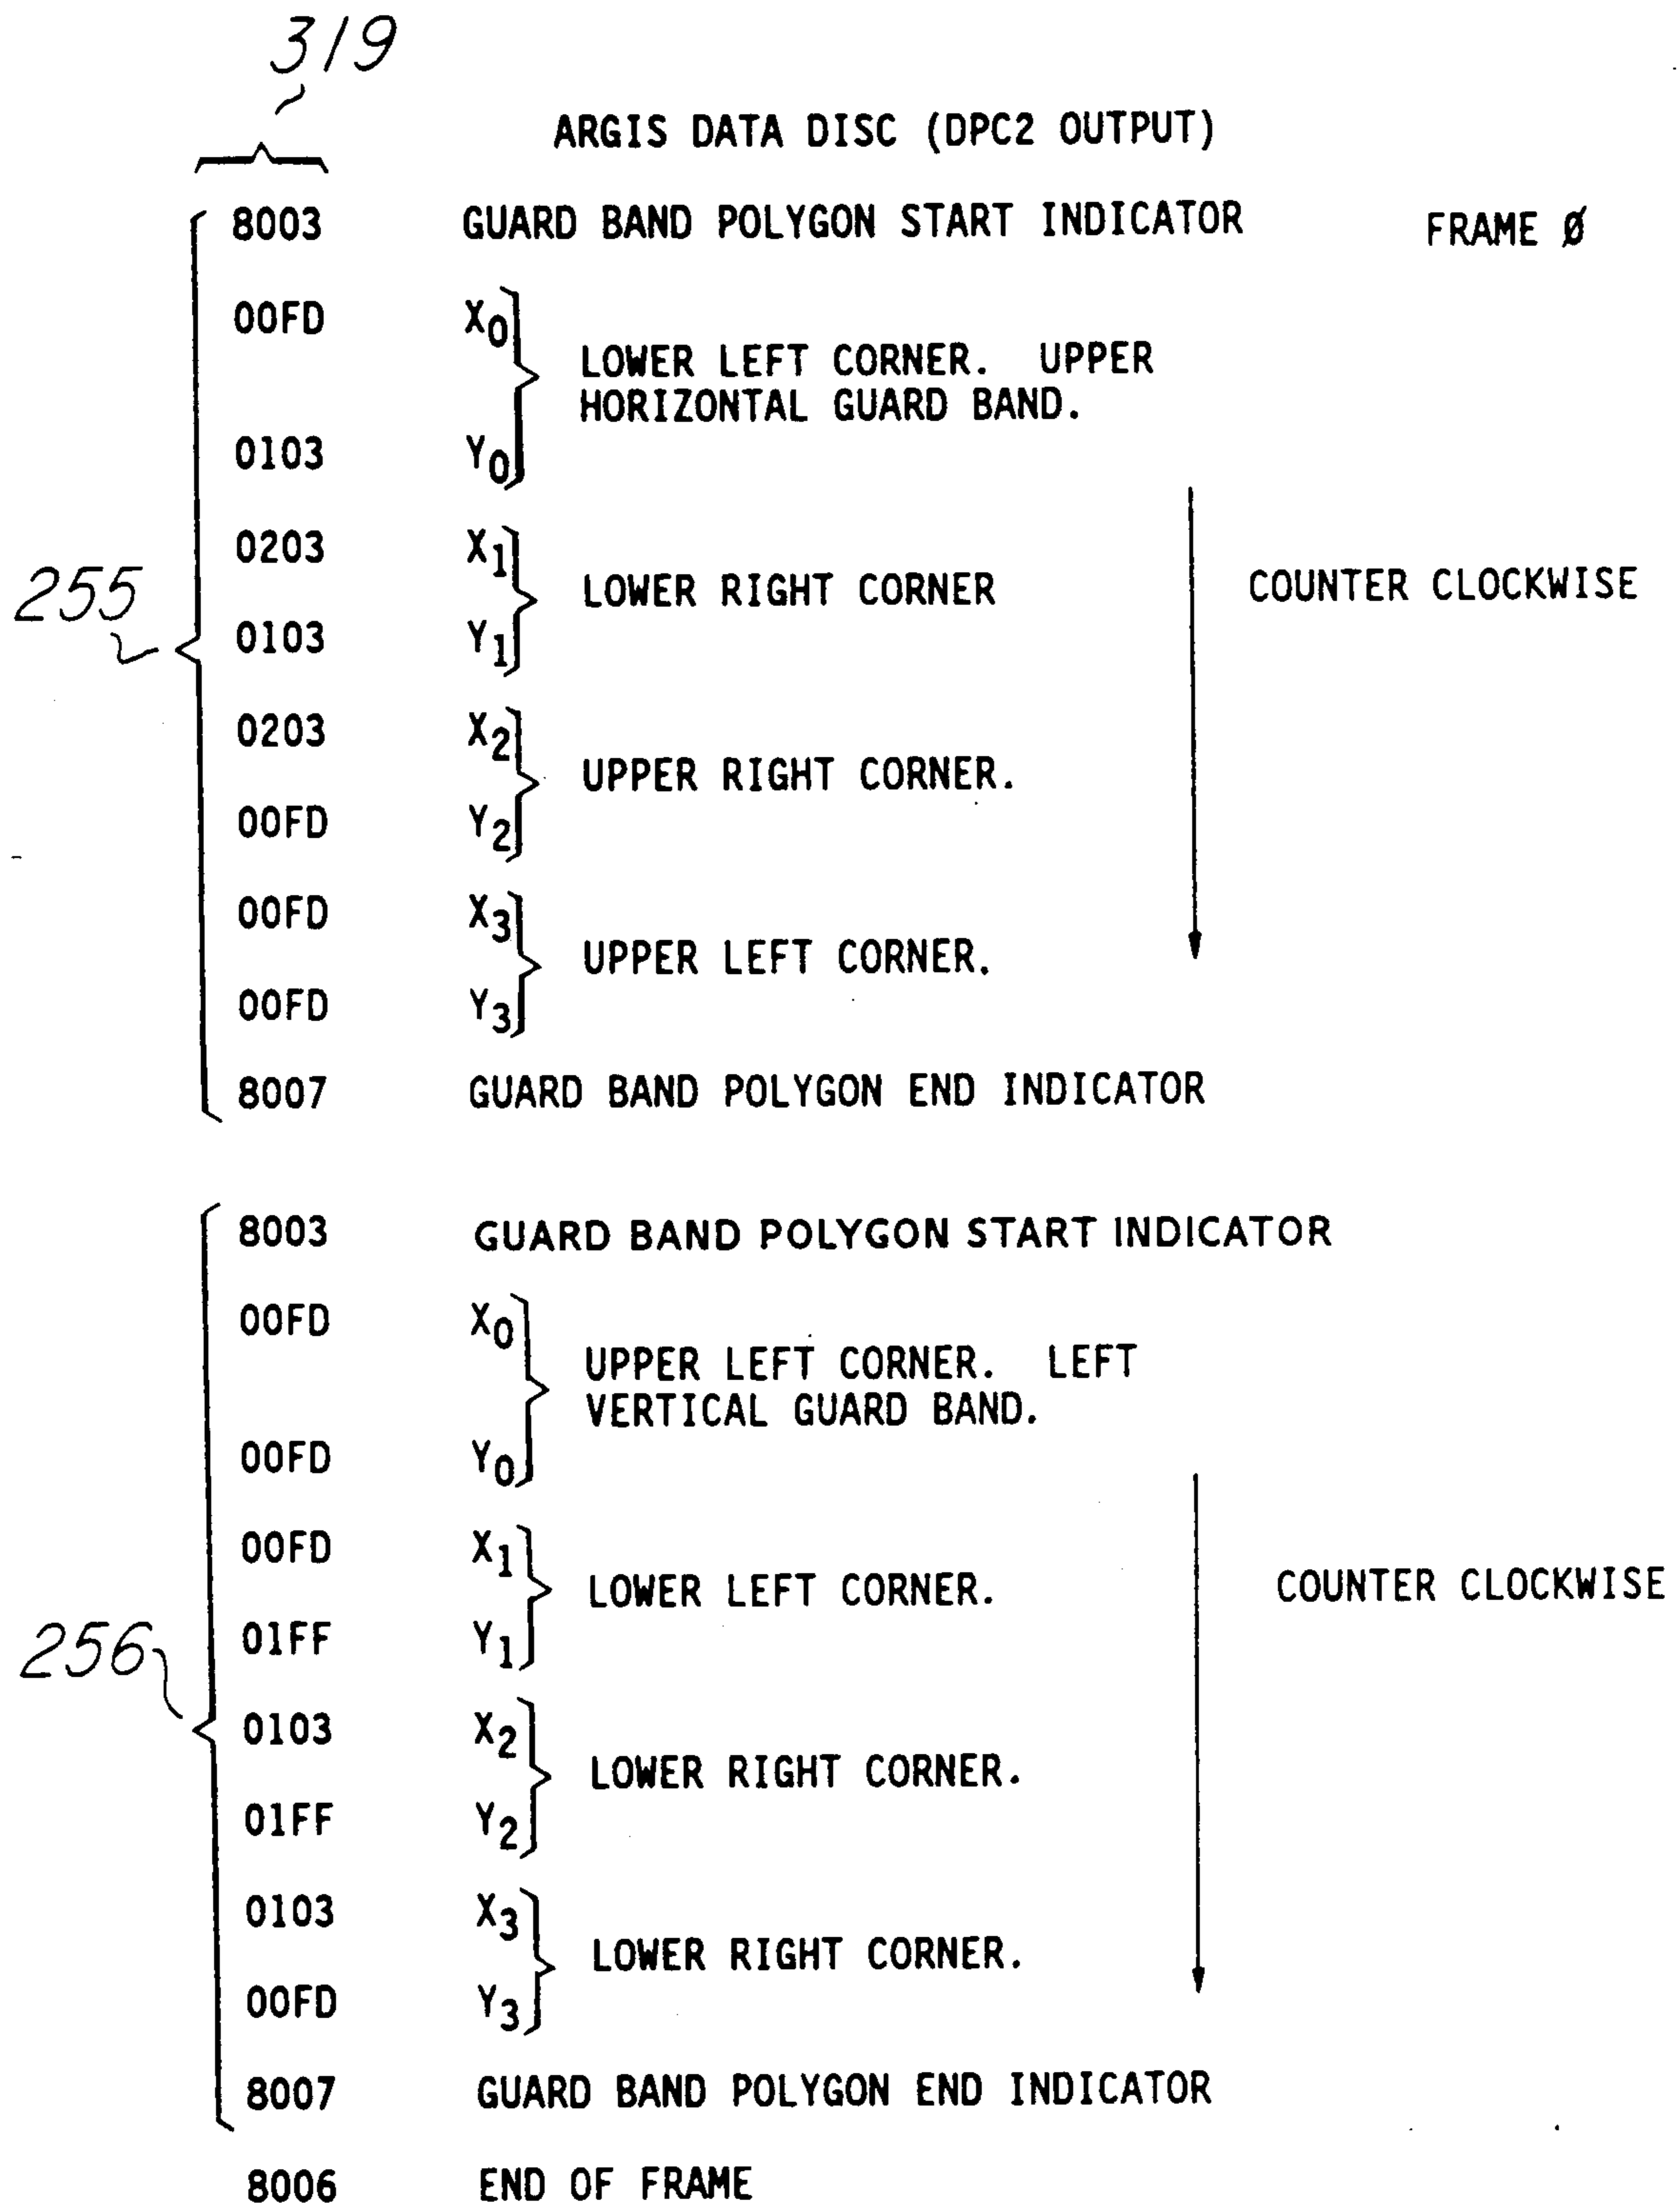 319
ARGIS DATA DISC (DPC2 OUTPUT)
8003 GUARD BAND POLYGON START INDICATOR FRAME Ø
00FD X0
LOWER LEFT CORNER. UPPER
HORIZONTAL GUARD BAND.
0103 Y0
0203 X1
255 LOWER RIGHT CORNER COUNTER CLOCKWISE
0103 Y1
0203 X2
UPPER RIGHT CORNER.
00FD Y2
00FD X3
UPPER LEFT CORNER.
00FD Y3
8007 GUARD BAND POLYGON END INDICATOR
8003 GUARD BAND POLYGON START INDICATOR
00FD X0
UPPER LEFT CORNER. LEFT
VERTICAL GUARD BAND.
00FD Y0
00FD X1
LOWER LEFT CORNER. COUNTER CLOCKWISE
256 01FF Y1
0103 X2
LOWER RIGHT CORNER.
01FF Y2
0103 X3
LOWER RIGHT CORNER.
00FD Y3
8007 GUARD BAND POLYGON END INDICATOR
8006 END OF FRAME